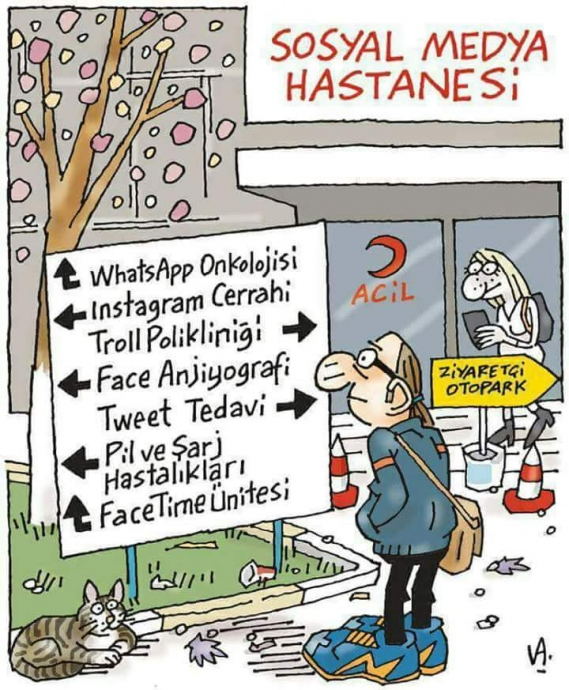 SOSYAL MEDYA
HASTANESİ
WhatsApp Onkolojisi
Instagram Cerrahi
Troll Polikliniği
Face Anjiyografi
Tweet Tedavi
Pil ve Şarj
Hastalıkları
FaceTime Ünitesi
ACİL
ZİYARETÇİ
OTOPARK
VA.